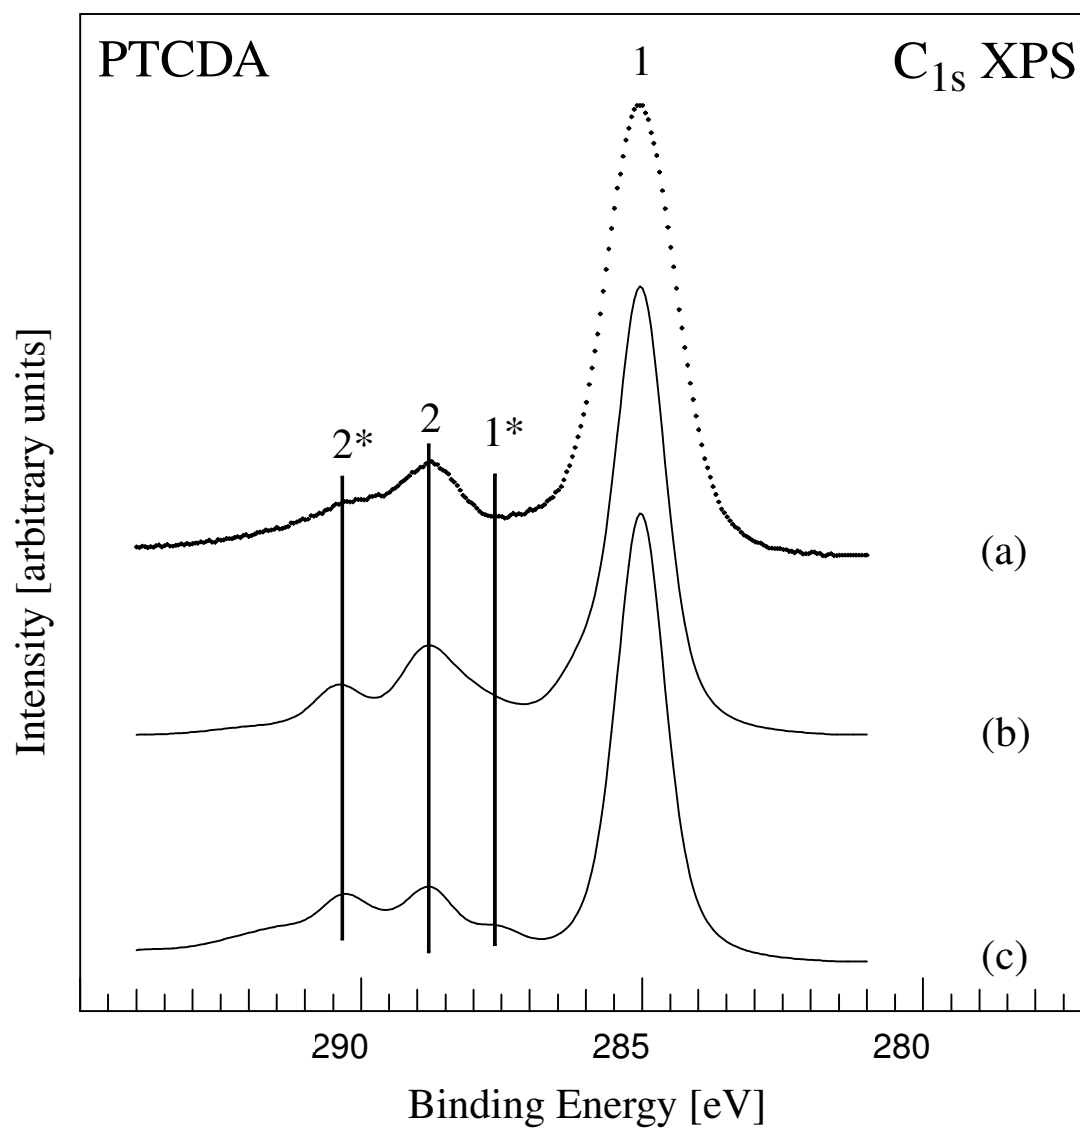 PTCDA
1
C1s XPS
2*
2
1*
Intensity [arbitrary units]
(a)
(b)
(c)
290
285
280
Binding Energy [eV]